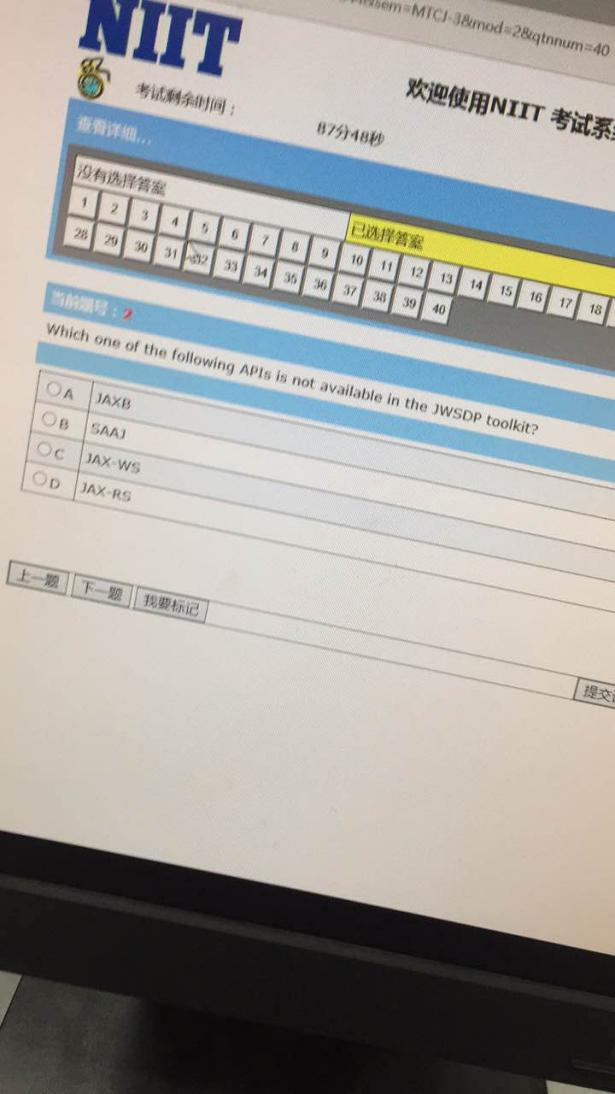 sem=MTCJ-3&mod=2&qtnnum=40
NIIT
欢迎使用NIIT 考试系
考试剩余时间：
87分48秒
查看详细...
没有选择答案
已选择答案
1 2 3 4 5 6 7 8 9 10 11 12 13 14 15 16 17 18
28 29 30 31 32 33 34 35 36 37 38 39 40
当前题号：2
Which one of the following APIs is not available in the JWSDP toolkit?
A JAXB
B SAAJ
C JAX-WS
D JAX-RS
上一题 下一题 我要标记
提交